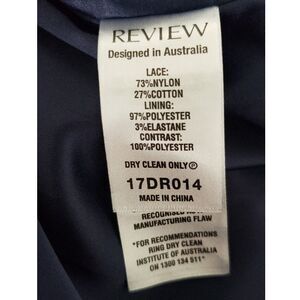 REVIEW
Designed in Australia
LACE:
73%NYLON
27%COTTON
LINING:
97%POLYESTER
3%ELASTANE
CONTRAST:
100%POLYESTER
DRY CLEAN ONLYⓅ
17DR014
MADE IN CHINA
RECOGNISED AS
MANUFACTURING FLAW
*FOR RECOMMENDATIONS
RING DRY CLEAN
INSTITUTE OF AUSTRALIA
ON 1300 134 511*